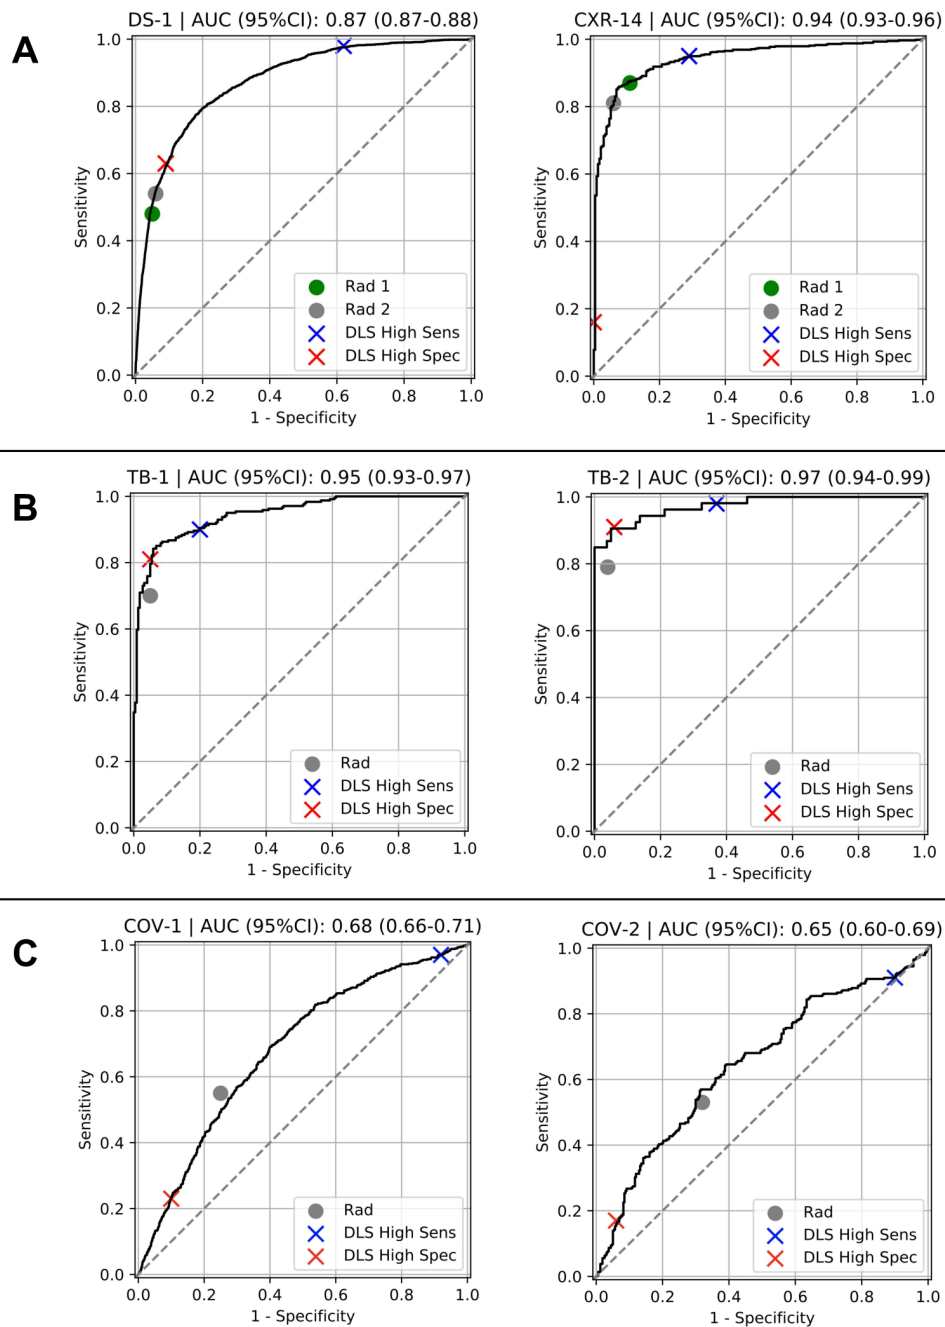 A
DS-1 | AUC (95%CI): 0.87 (0.87-0.88)
1.0
0.8
0.6
0.4
0.2
0.0
Sensitivity
Rad 1
Rad 2
DLS High Sens
DLS High Spec
0.0 0.2 0.4 0.6 0.8 1.0
1 - Specificity
CXR-14 | AUC (95%CI): 0.94 (0.93-0.96)
1.0
0.8
0.6
0.4
0.2
0.0
Sensitivity
Rad 1
Rad 2
DLS High Sens
DLS High Spec
0.0 0.2 0.4 0.6 0.8 1.0
1 - Specificity
B
TB-1 | AUC (95%CI): 0.95 (0.93-0.97)
1.0
0.8
0.6
0.4
0.2
0.0
Sensitivity
Rad
DLS High Sens
DLS High Spec
0.0 0.2 0.4 0.6 0.8 1.0
1 - Specificity
TB-2 | AUC (95%CI): 0.97 (0.94-0.99)
1.0
0.8
0.6
0.4
0.2
0.0
Sensitivity
Rad
DLS High Sens
DLS High Spec
0.0 0.2 0.4 0.6 0.8 1.0
1 - Specificity
C
COV-1 | AUC (95%CI): 0.68 (0.66-0.71)
1.0
0.8
0.6
0.4
0.2
0.0
Sensitivity
Rad
DLS High Sens
DLS High Spec
0.0 0.2 0.4 0.6 0.8 1.0
1 - Specificity
COV-2 | AUC (95%CI): 0.65 (0.60-0.69)
1.0
0.8
0.6
0.4
0.2
0.0
Sensitivity
Rad
DLS High Sens
DLS High Spec
0.0 0.2 0.4 0.6 0.8 1.0
1 - Specificity